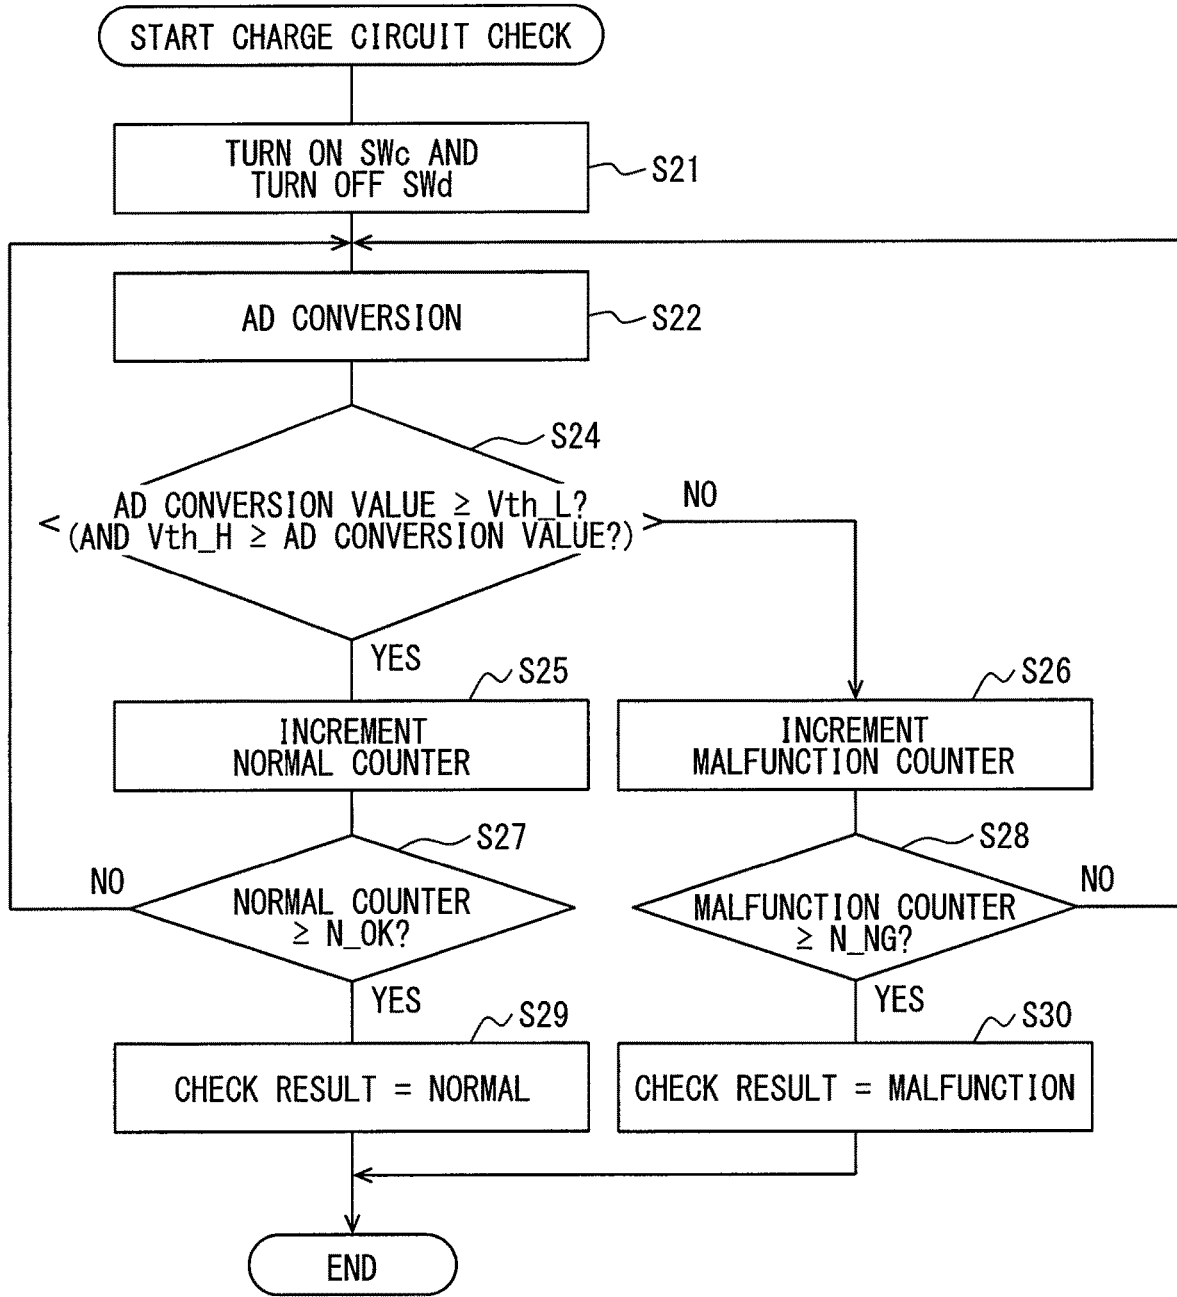 START CHARGE CIRCUIT CHECK
TURN ON SWc AND
TURN OFF SWd
S21
AD CONVERSION
S22
S24
AD CONVERSION VALUE ≥ Vth_L?
(AND Vth_H ≥ AD CONVERSION VALUE?)
NO
YES
S25
INCREMENT
NORMAL COUNTER
S26
INCREMENT
MALFUNCTION COUNTER
S27
NORMAL COUNTER
≥ N_OK?
NO
YES
S28
MALFUNCTION COUNTER
≥ N_NG?
NO
YES
S29
CHECK RESULT = NORMAL
S30
CHECK RESULT = MALFUNCTION
END